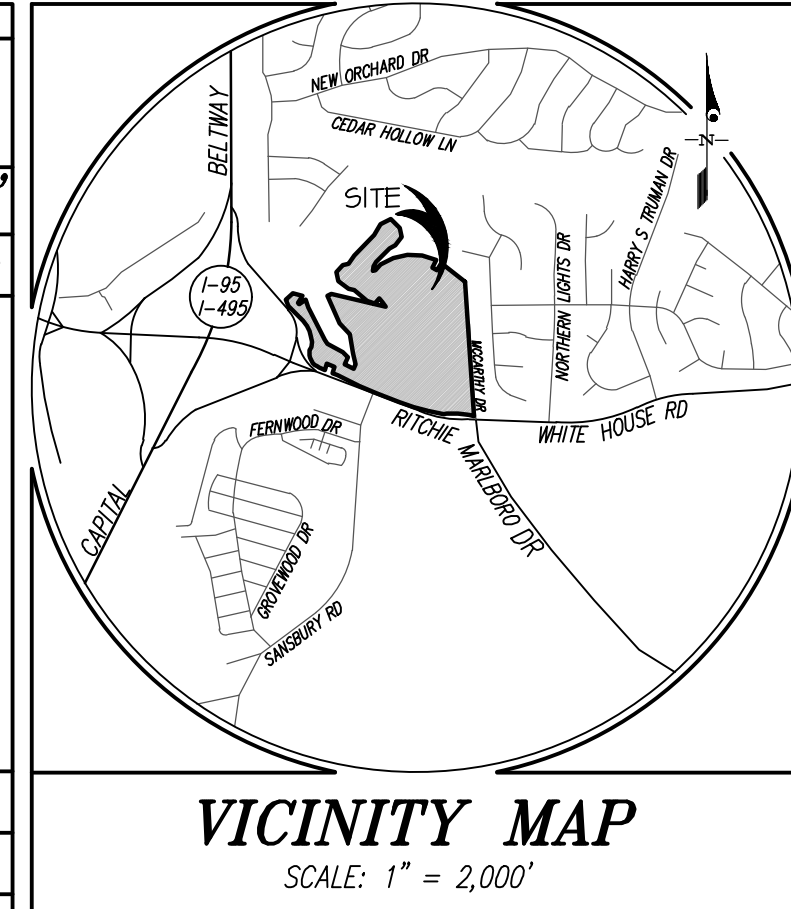 NEW ORCHARD DR
BELTWAY
CEDAR HOLLOW LN
N
HARRY S TRUMAN DR
SITE
I-95
I-495
NORTHERN LIGHTS DR
MCCARTHY DR
FERNWOOD DR
RITCHIE MARLBORO DR
WHITE HOUSE RD
CAPITAL
GROVEWOOD DR
SANSBURY RD
VICINITY MAP
SCALE: 1" = 2,000'